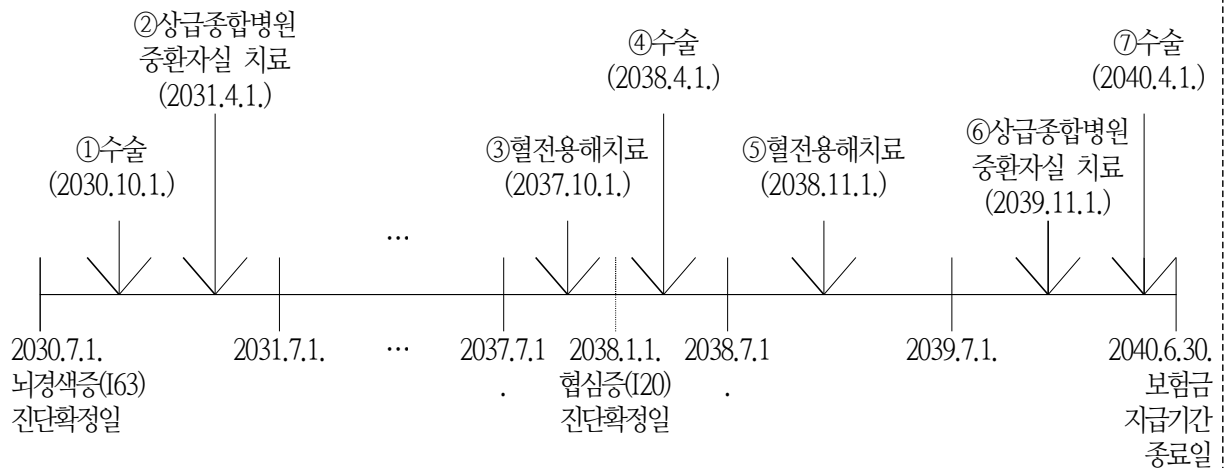 ②상급종합병원
중환자실 치료
(2031.4.1.)
④수술
(2038.4.1.)
⑦수술
(2040.4.1.)
①수술
(2030.10.1.)
③혈전용해치료
(2037.10.1.)
⑤혈전용해치료
(2038.11.1.)
⑥상급종합병원
중환자실 치료
(2039.11.1.)
…
2030.7.1. 2031.7.1. … 2037.7.1 2038.1.1. 2038.7.1 2039.7.1. 2040.6.30.
뇌경색증(I63) . 협심증(I20) . 보험금
진단확정일 진단확정일 지급기간
종료일